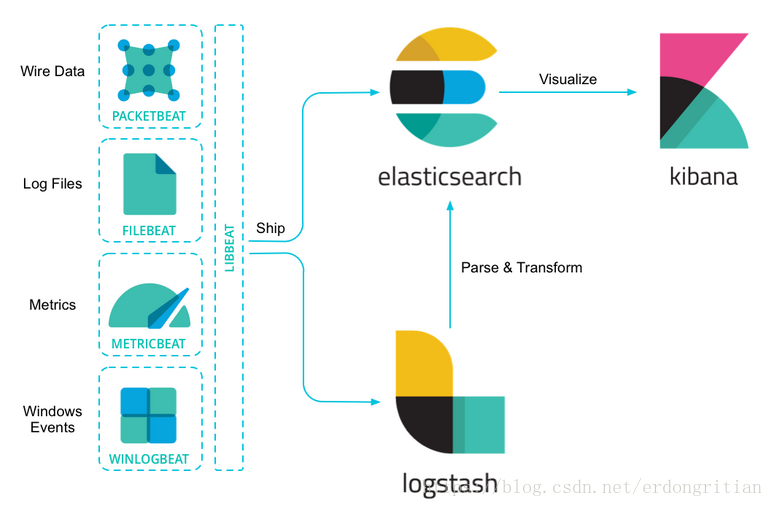 Wire Data
PACKETBEAT
Log Files
FILEBEAT
Metrics
METRICBEAT
Windows
Events
WINLOGBEAT
LIBBEAT
Ship
elasticsearch
Visualize
kibana
Parse & Transform
logstash
https://blog.csdn.net/erdongritian